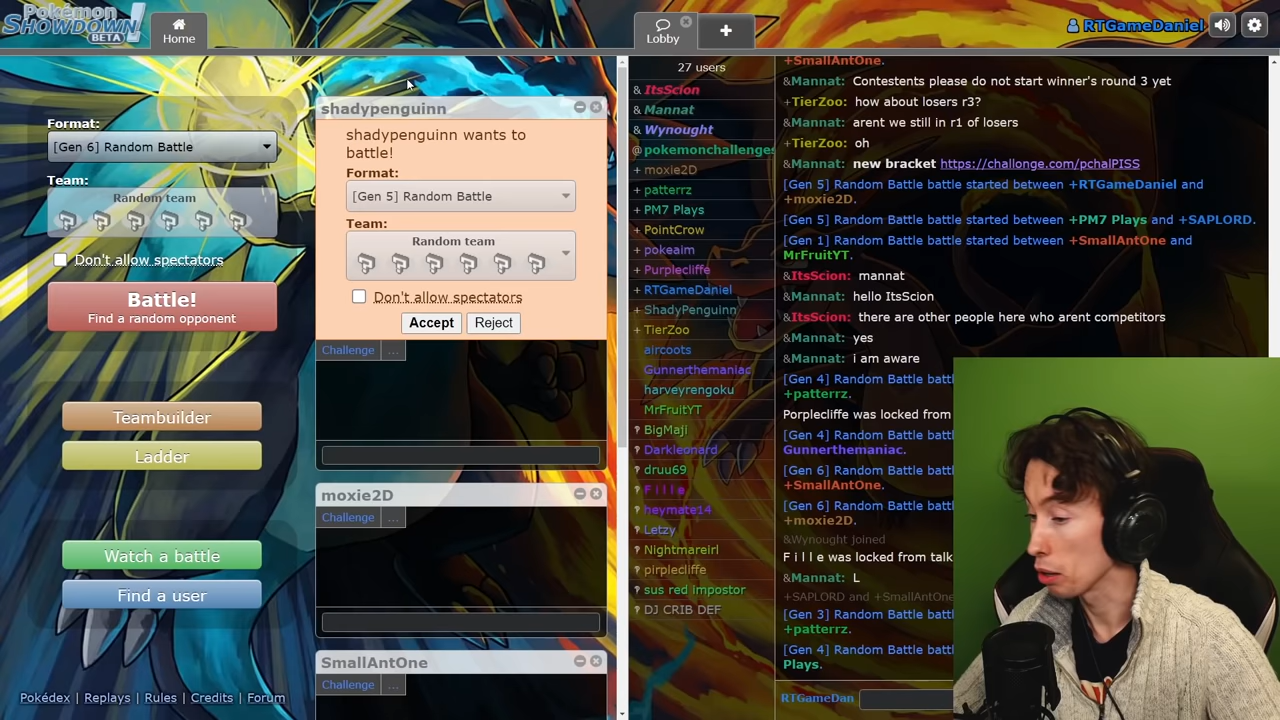 Pokémon
SHOWDOWN!
BETA
Home
Lobby
RTGameDaniel
Format:
[Gen 6] Random Battle
Team:
Random team
Don't allow spectators
Battle!
Find a random opponent
Teambuilder
Ladder
Watch a battle
Find a user
Pokédex | Replays | Rules | Credits | Forum
shadypenguinn
shadypenguinn wants to
battle!
Format:
[Gen 5] Random Battle
Team:
Random team
Don't allow spectators
Accept
Reject
Challenge
...
moxie2D
Challenge
...
SmallAntOne
Challenge
...
27 users
& ItsScion
& Mannat
& Wynought
@ pokemonchallenges
+ moxie2D
+ patterrz
+ PM7 Plays
+ PointCrow
+ pokeaim
+ Purplecliffe
+ RTGameDaniel
+ ShadyPenguinn
+ TierZoo
aircoots
Gunnerthemaniac
harveyrengoku
MrFruitYT
? BigMaji
? Darkleonard
? druu69
? F i l l e
? heymate14
? Letzy
? Nightmareirl
? pirplecliffe
? sus red impostor
? DJ CRIB DEF
+SmallAntOne.
&Mannat: Contestents please do not start winner's round 3 yet
+TierZoo: how about losers r3?
&Mannat: arent we still in r1 of losers
+TierZoo: oh
&Mannat: new bracket https://challonge.com/pchalPISS
[Gen 5] Random Battle battle started between +RTGameDaniel and
+moxie2D.
[Gen 5] Random Battle battle started between +PM7 Plays and +SAPLORD.
[Gen 1] Random Battle battle started between +SmallAntOne and
MrFruitYT.
&ItsScion: mannat
&Mannat: hello ItsScion
&ItsScion: there are other people here who arent competitors
&Mannat: yes
&Mannat: i am aware
[Gen 4] Random Battle battl
+patterrz.
Porplecliffe was locked from
[Gen 4] Random Battle battl
Gunnerthemaniac.
[Gen 6] Random Battle battl
+SmallAntOne.
[Gen 6] Random Battle battl
+moxie2D.
&Wynought joined
F i l l e was locked from talk
&Mannat: L
+SAPLORD and +SmallAntOne
[Gen 3] Random Battle battl
+patterrz.
[Gen 4] Random Battle battl
Plays.
RTGameDan